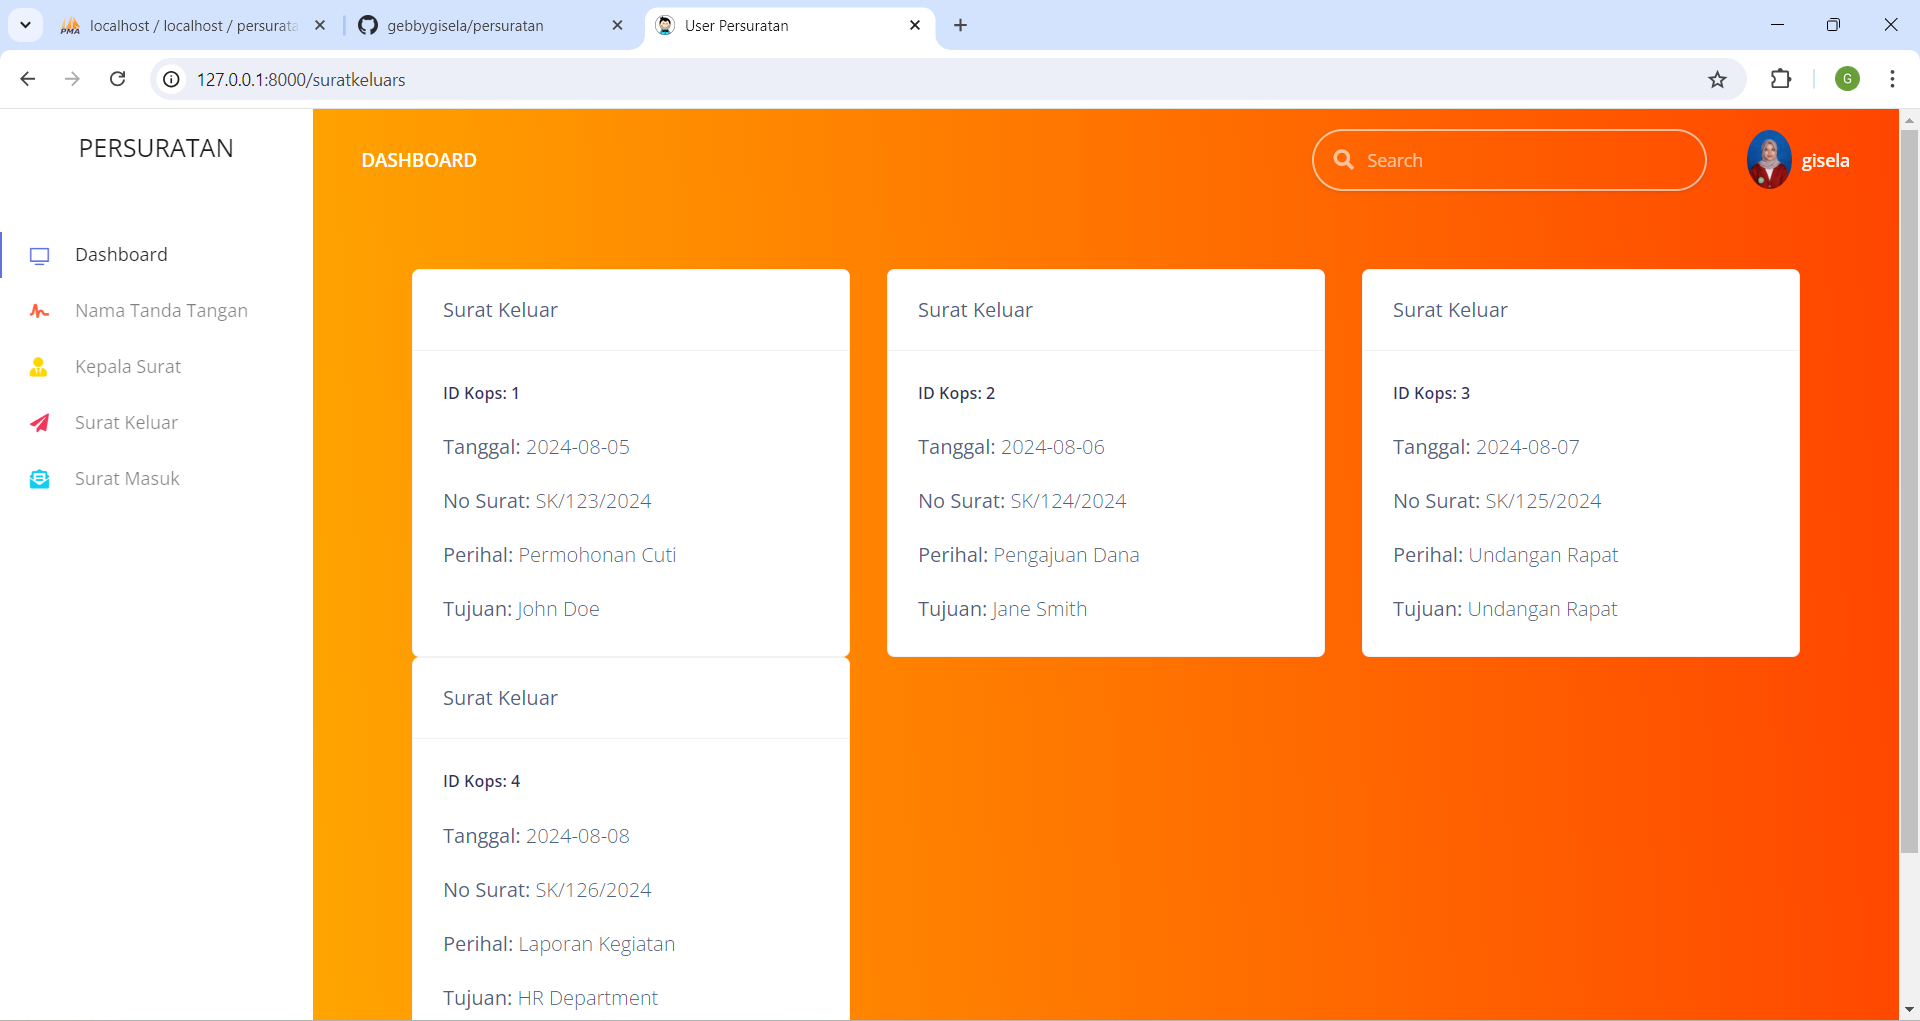 localhost / localhost / persurata
gebbygisela/persuratan
User Persuratan
127.0.0.1:8000/suratkeluars
G
PERSURATAN
DASHBOARD
Search
gisela
Dashboard
Nama Tanda Tangan
Kepala Surat
Surat Keluar
Surat Masuk
Surat Keluar
ID Kops: 1
Tanggal: 2024-08-05
No Surat: SK/123/2024
Perihal: Permohonan Cuti
Tujuan: John Doe
Surat Keluar
ID Kops: 2
Tanggal: 2024-08-06
No Surat: SK/124/2024
Perihal: Pengajuan Dana
Tujuan: Jane Smith
Surat Keluar
ID Kops: 3
Tanggal: 2024-08-07
No Surat: SK/125/2024
Perihal: Undangan Rapat
Tujuan: Undangan Rapat
Surat Keluar
ID Kops: 4
Tanggal: 2024-08-08
No Surat: SK/126/2024
Perihal: Laporan Kegiatan
Tujuan: HR Department